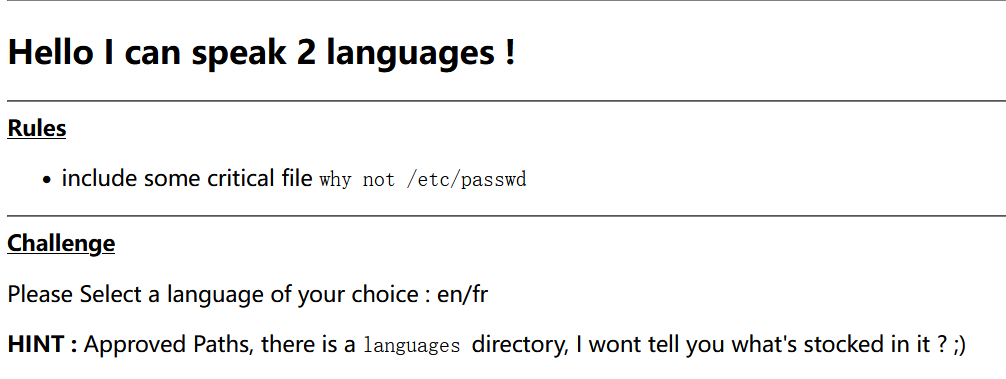 Hello I can speak 2 languages !
Rules
• include some critical file why not /etc/passwd
Challenge
Please Select a language of your choice : en/fr
HINT : Approved Paths, there is a languages directory, I wont tell you what's stocked in it ? ;)